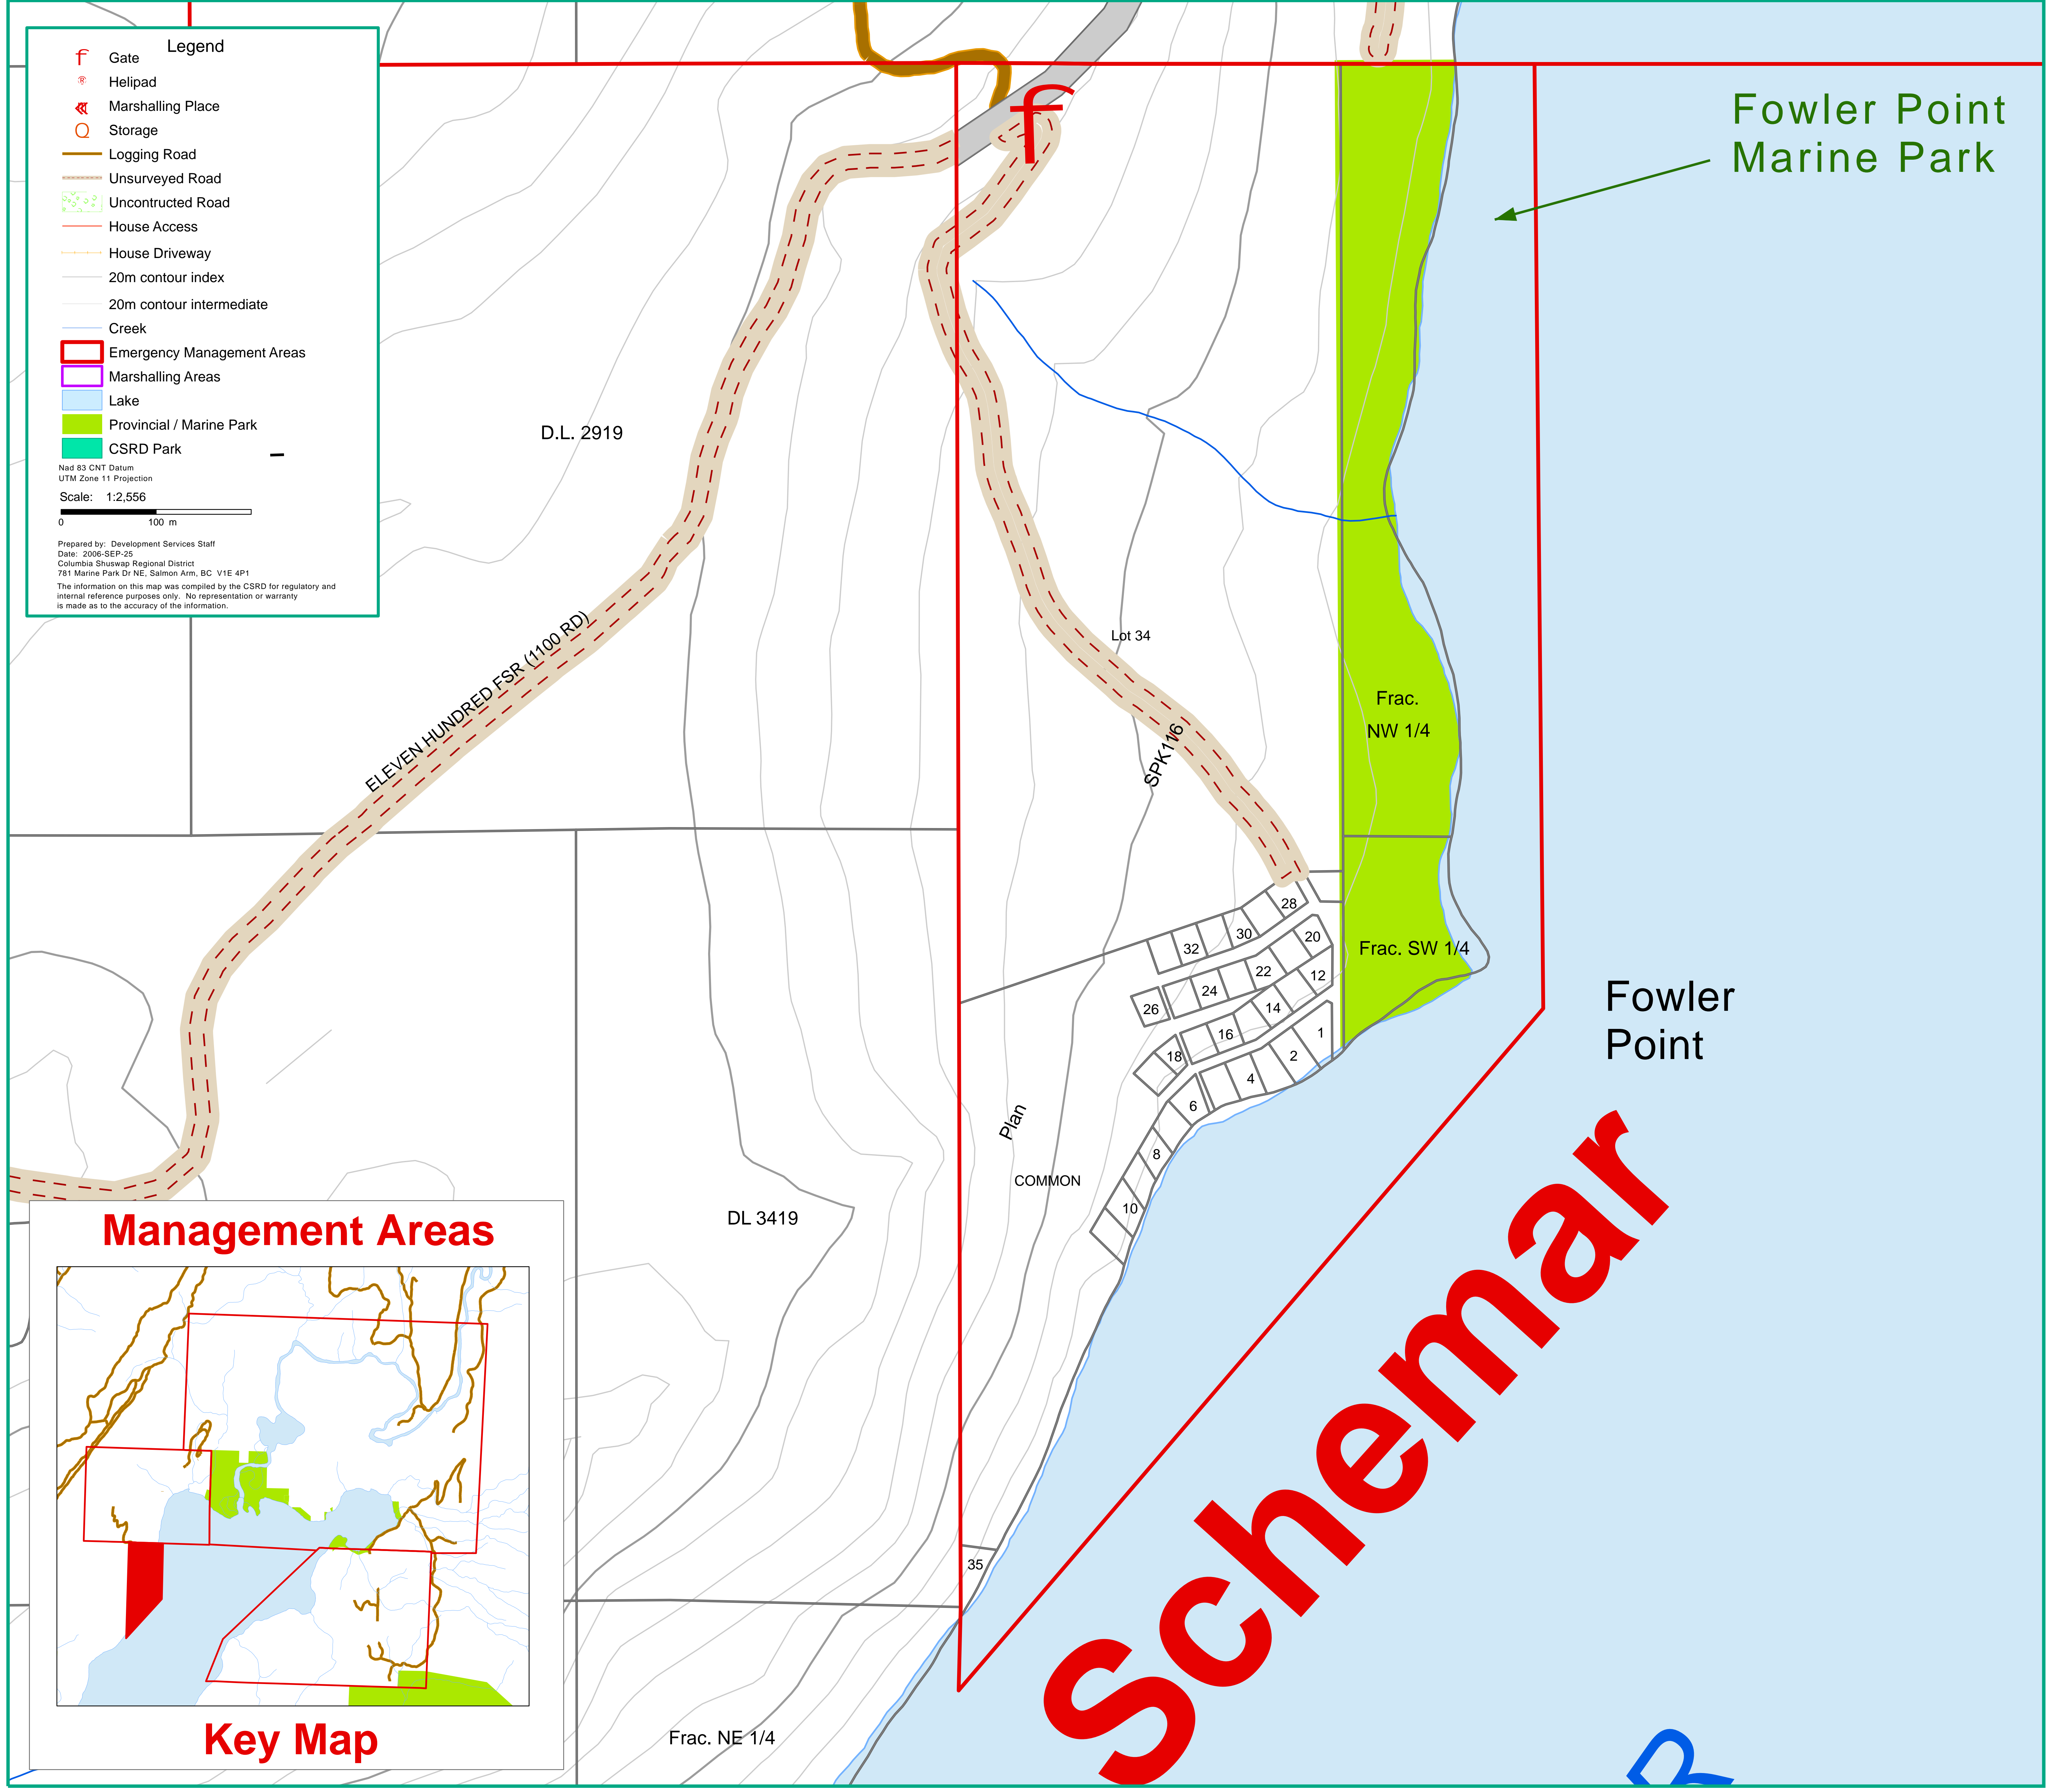 Legend
Gate
Helipad
Marshalling Place
Storage
Logging Road
Unsurveyed Road
Uncontructed Road
House Access
House Driveway
20m contour index
20m contour intermediate
Creek
Emergency Management Areas
Marshalling Areas
Lake
Provincial / Marine Park
CSRD Park
Nad 83 CNT Datum
UTM Zone 11 Projection
Scale: 1:2,556
0 100 m
Prepared by: Development Services Staff
Date: 2006-SEP-25
Columbia Shuswap Regional District
781 Marine Park Dr NE, Salmon Arm, BC V1E 4P1
The information on this map was compiled by the CSRD for regulatory and
internal reference purposes only. No representation or warranty
is made as to the accuracy of the information.
Fowler Point
Marine Park
D.L. 2919
ELEVEN HUNDRED FSR (1100 RD)
Lot 34
SPK116
Frac.
NW 1/4
Frac. SW 1/4
28
30
32
20
22
24
26
12
14
16
18
1
2
4
6
8
10
Fowler
Point
Plan
COMMON
DL 3419
35
Frac. NE 1/4
Schemar
Management Areas
Key Map